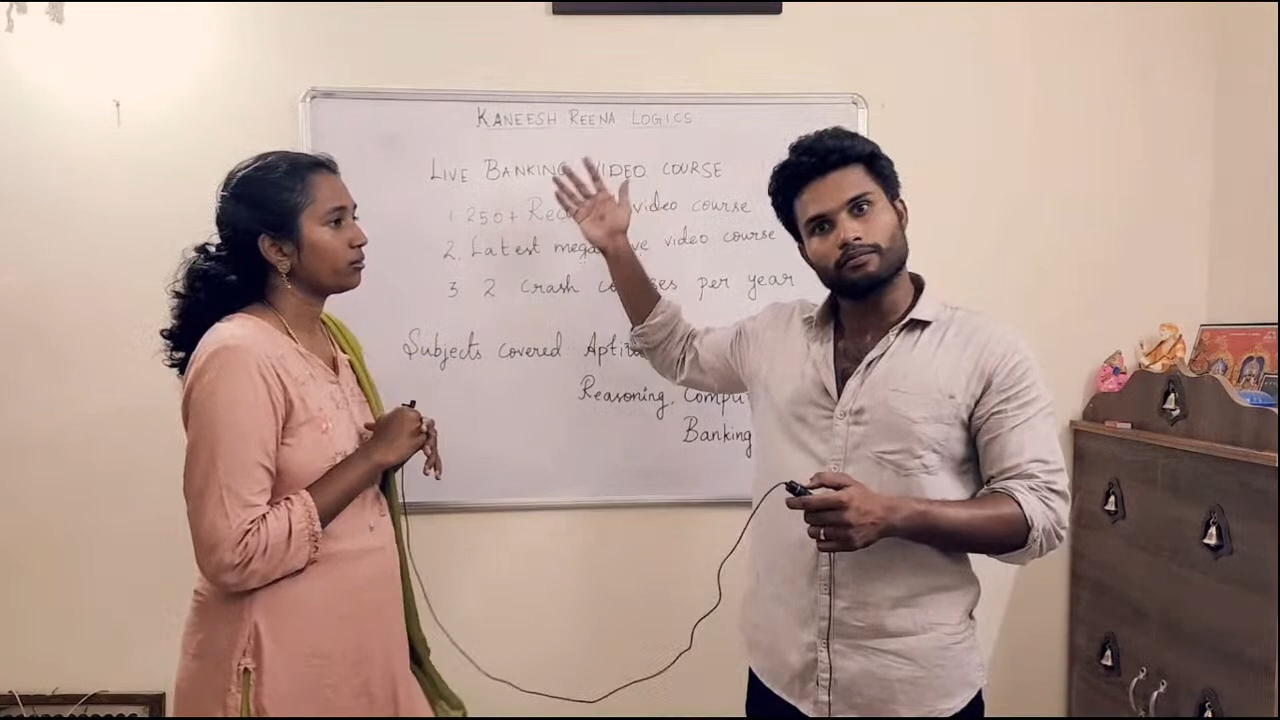 KANEESH REENA LOGICS
LIVE BANKING VIDEO COURSE
1. 250+ video course
2. Latest mega video course
3. 2 crash per year
Subjects covered
Reasoning,
Banking